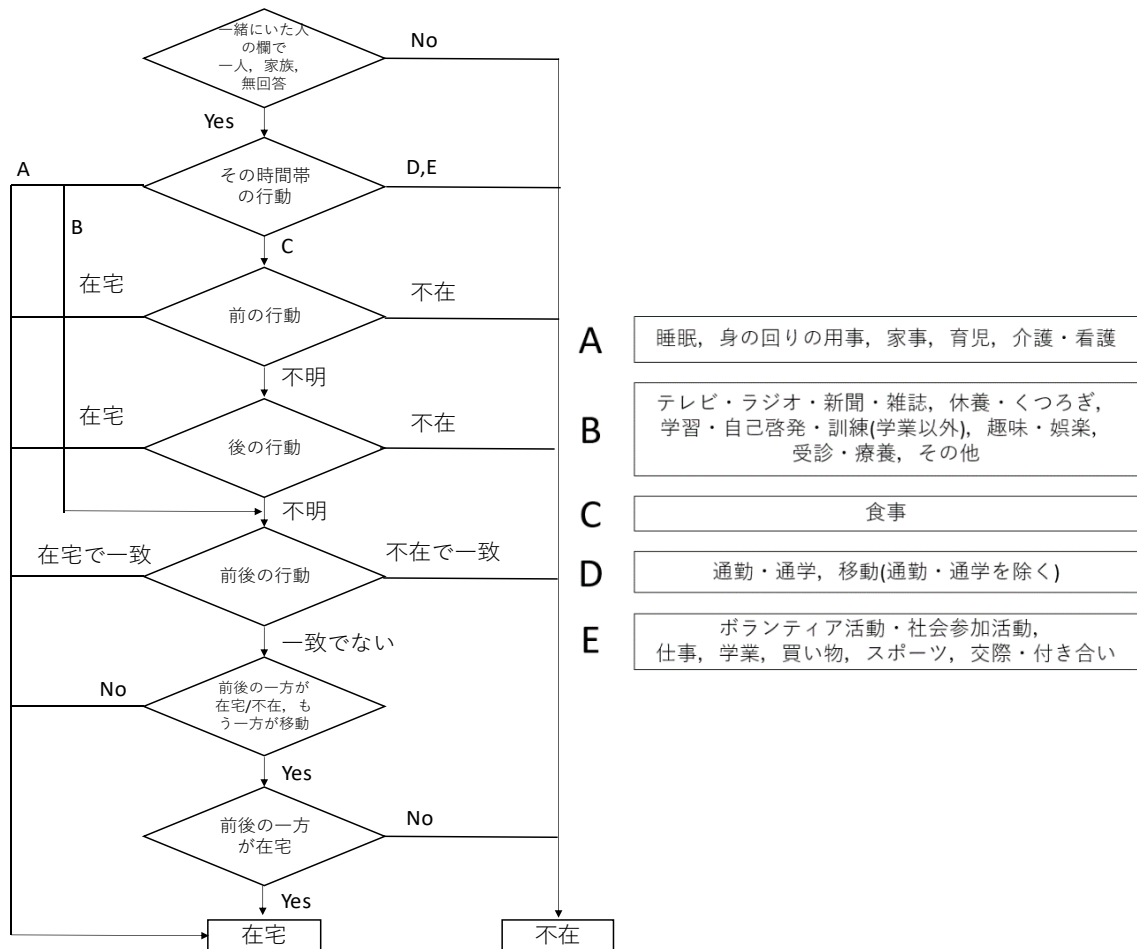 一緒にいた人
の欄で
一人，家族，
無回答
No
Yes
A
その時間帯
の行動
D,E
B
C
在宅
前の行動
不在
不明
在宅
後の行動
不在
不明
在宅で一致
前後の行動
不在で一致
一致でない
No
前後の一方が
在宅/不在，も
う一方が移動
Yes
前後の一方
が在宅
No
Yes
在宅
不在
A
睡眠，身の回りの用事，家事，育児，介護・看護
B
テレビ・ラジオ・新聞・雑誌，休養・くつろぎ，
学習・自己啓発・訓練(学業以外)，趣味・娯楽，
受診・療養，その他
C
食事
D
通勤・通学，移動(通勤・通学を除く)
E
ボランティア活動・社会参加活動，
仕事，学業，買い物，スポーツ，交際・付き合い